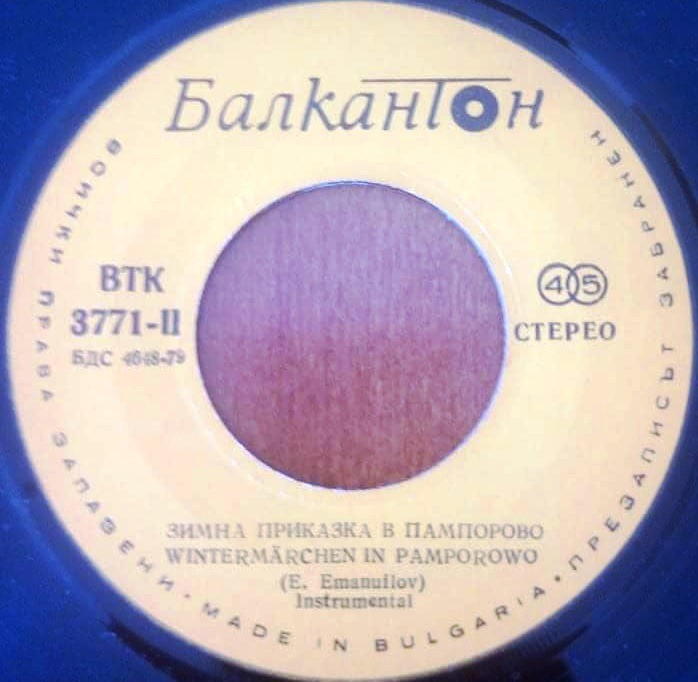 Балкантон
ВСИЧКИ ПРАВА ЗАПАЗЕНИ · MADE IN BULGARIA · ПРЕЗАПИСЪТ ЗАБРАНЕН
ВТК
3771-II
БДС 4648-79
45
СТЕРЕО
ЗИМНА ПРИКАЗКА В ПАМПОРОВО
WINTERMÄRCHEN IN PAMPOROWO
(E. Emanuilov)
Instrumental